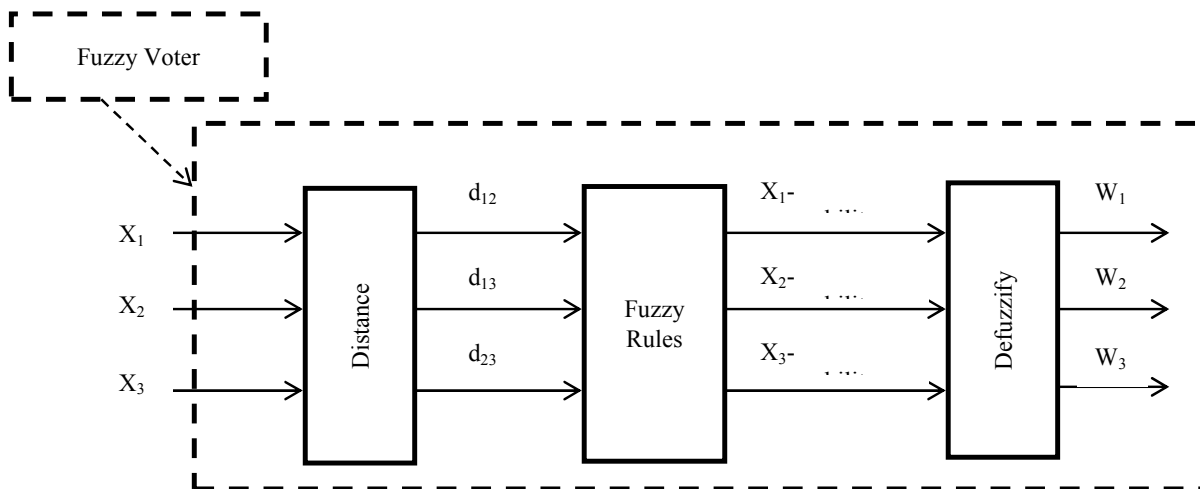 Fuzzy Voter
X₁
X₂
X₃
Distance
d₁₂
d₁₃
d₂₃
Fuzzy
Rules
X₁-
X₂-
X₃-
Defuzzify
W₁
W₂
W₃